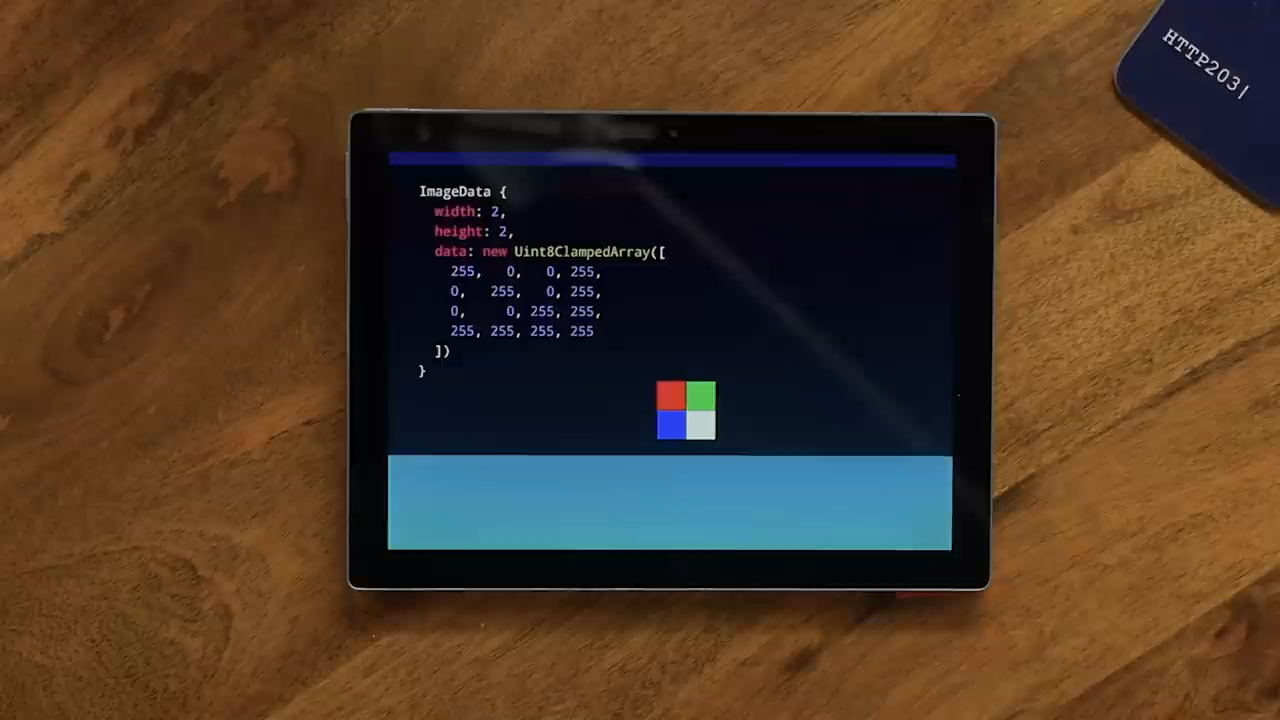 HTTP203|
ImageData {
width: 2,
height: 2,
data: new Uint8ClampedArray([
255, 0, 0, 255,
0, 255, 0, 255,
0, 0, 255, 255,
255, 255, 255, 255
])
}